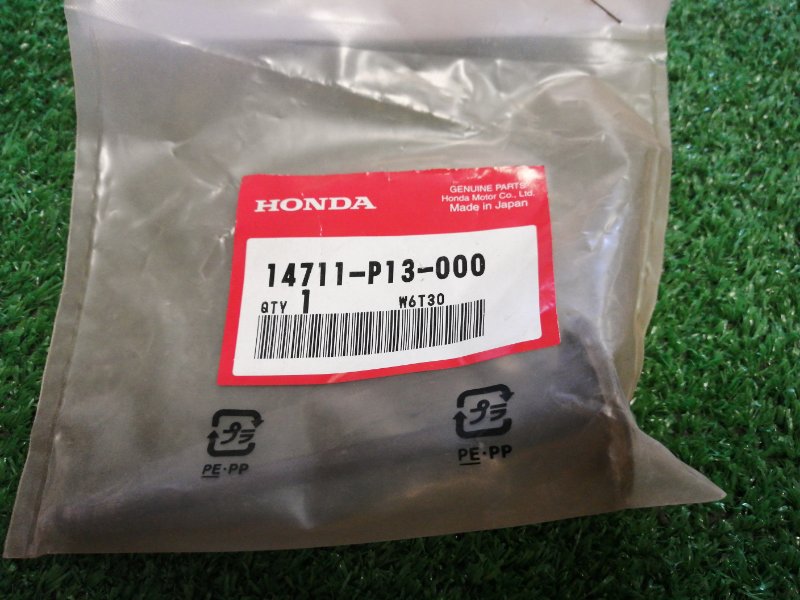 HONDA
GENUINE PARTS
Honda Motor Co., Ltd.
Made in Japan
14711-P13-000
QTY 1 W6T30
プラ
PE・PP
プラ
PE・PP